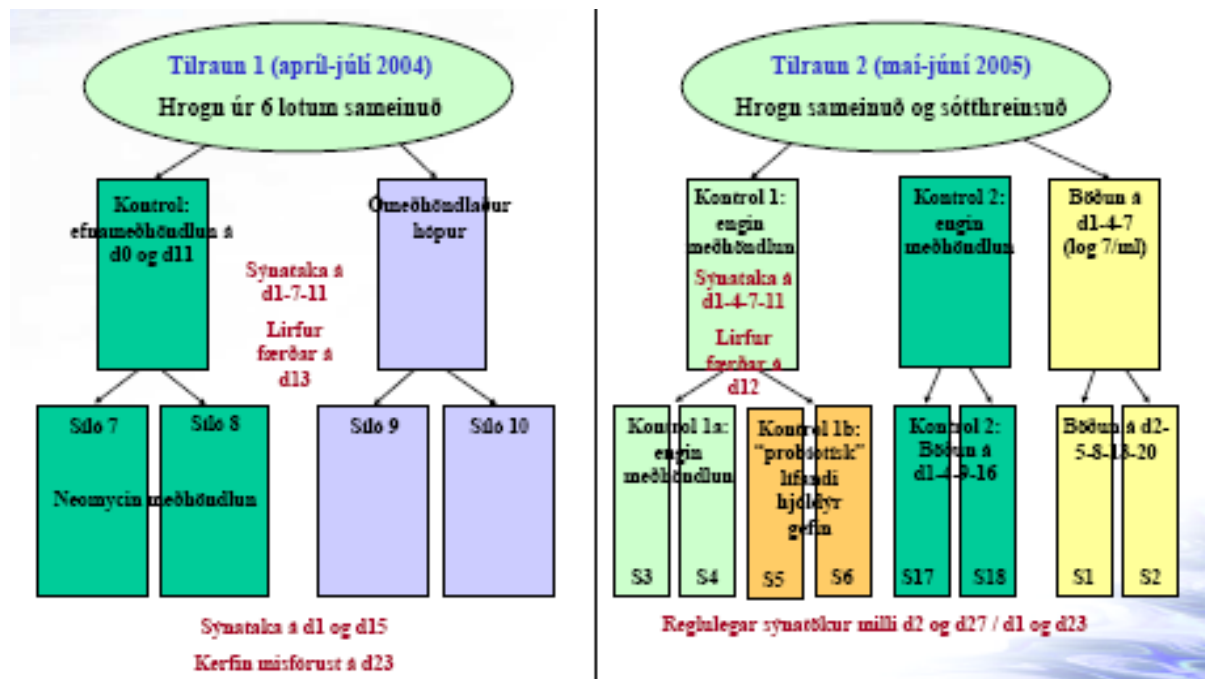 Tilraun 1 (apríl-júlí 2004)
Hrogn úr 6 lotum sameinuð
Kontrol:
efnameðhöndlun á
d0 og d11
Ómeðhöndlaður
hópur
Sýnataka á
d1-7-11
Lirfur
færðar á
d13
Síló 7
Síló 8
Síló 9
Síló 10
Neomycin meðhöndlun
Sýnataka á d1 og d15
Kerfin misfórust á d23
Tilraun 2 (maí-júní 2005)
Hrogn sameinuð og sótthreinsuð
Kontrol 1:
engin
meðhöndlun
Sýnataka á
d1-4-7-11
Lirfur
færðar á
d12
Kontrol 2:
engin
meðhöndlun
Böðun á
d1-4-7
(log 7/ml)
Kontrol 1a:
engin
meðhöndlun
S3
S4
Kontrol 1b:
"probiotisk"
lifandi
hjóldýr
gefin
S5
S6
Kontrol 2:
Böðun á
d1-4-9-16
S17
S18
Böðun á d2-
5-8-13-20
S1
S2
Reglulegar sýnatökur milli d2 og d27 / d1 og d23